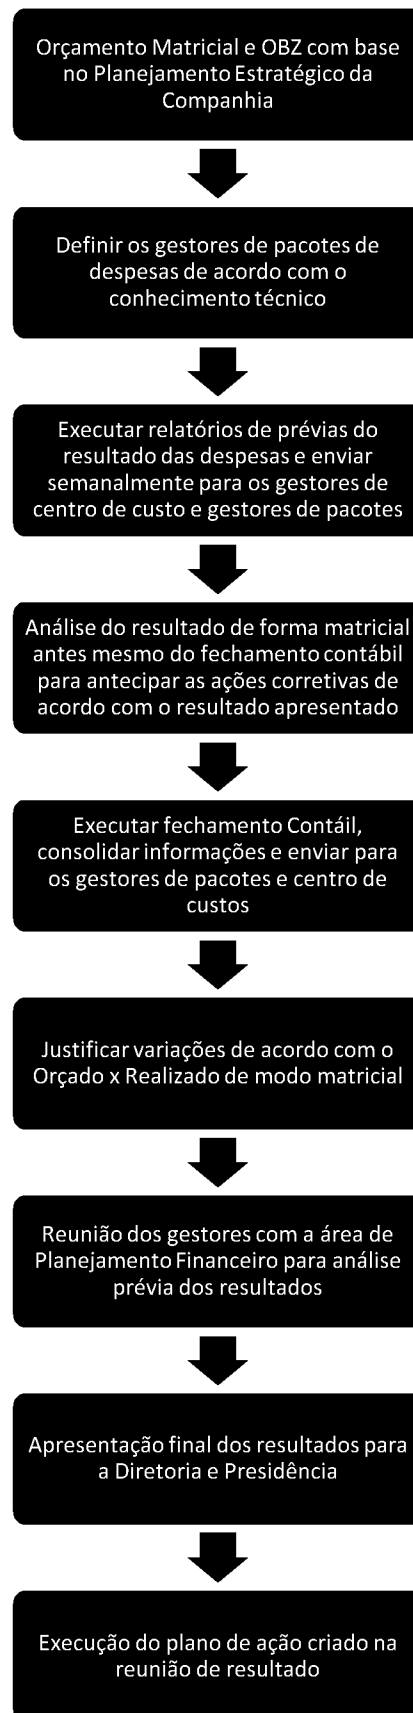 Orçamento Matricial e OBZ com base
no Planejamento Estratégico da
Companhia
Definir os gestores de pacotes de
despesas de acordo com o
conhecimento técnico
Executar relatórios de prévias do
resultado das despesas e enviar
semanalmente para os gestores de
centro de custo e gestores de pacotes
Análise do resultado de forma matricial
antes mesmo do fechamento contábil
para antecipar as ações corretivas de
acordo com o resultado apresentado
Executar fechamento Contáil,
consolidar informações e enviar para
os gestores de pacotes e centro de
custos
Justificar variações de acordo com o
Orçado x Realizado de modo matricial
Reunião dos gestores com a área de
Planejamento Financeiro para análise
prévia dos resultados
Apresentação final dos resultados para
a Diretoria e Presidência
Execução do plano de ação criado na
reunião de resultado